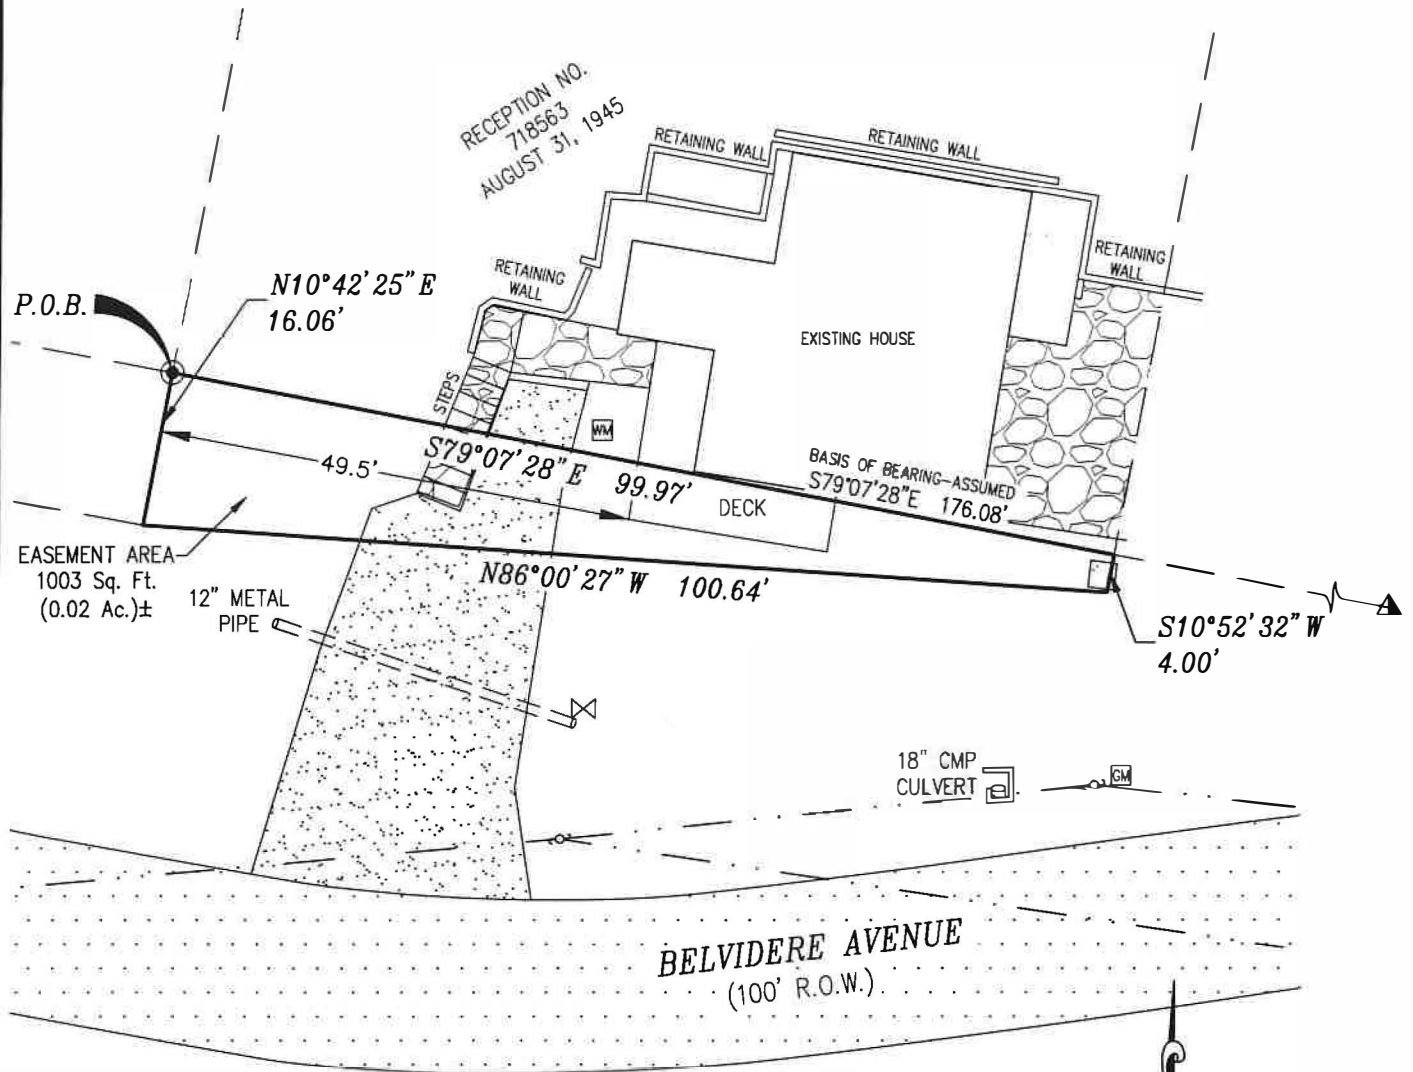 RECEPTION NO.
718563
AUGUST 31, 1945
RETAINING WALL
RETAINING WALL
RETAINING
WALL
RETAINING
WALL
N10°42'25"E
16.06'
P.O.B.
EXISTING HOUSE
STEPS
WM
49.5'
S79°07'28"E 99.97'
DECK
BASIS OF BEARING-ASSUMED
S79°07'28"E 176.08'
EASEMENT AREA
1003 Sq. Ft.
(0.02 Ac.)±
12" METAL
PIPE
N86°00'27"W 100.64'
S10°52'32"W
4.00'
18" CMP
CULVERT
GM
BELVIDERE AVENUE
(100' R.O.W.)